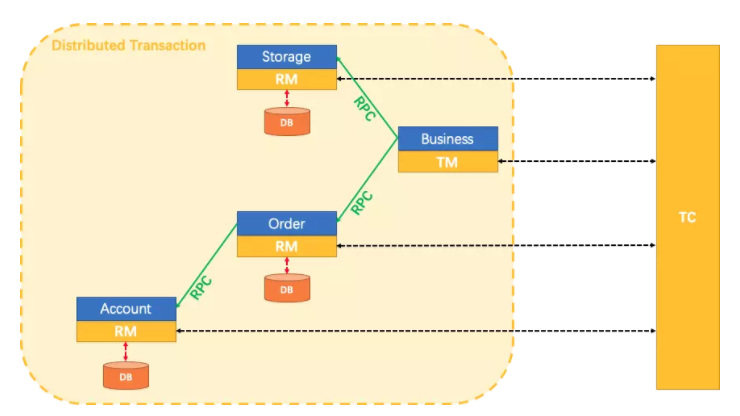 Distributed Transaction
Storage
RM
DB
RPC
Business
TM
RPC
Order
RM
DB
RPC
Account
RM
DB
TC